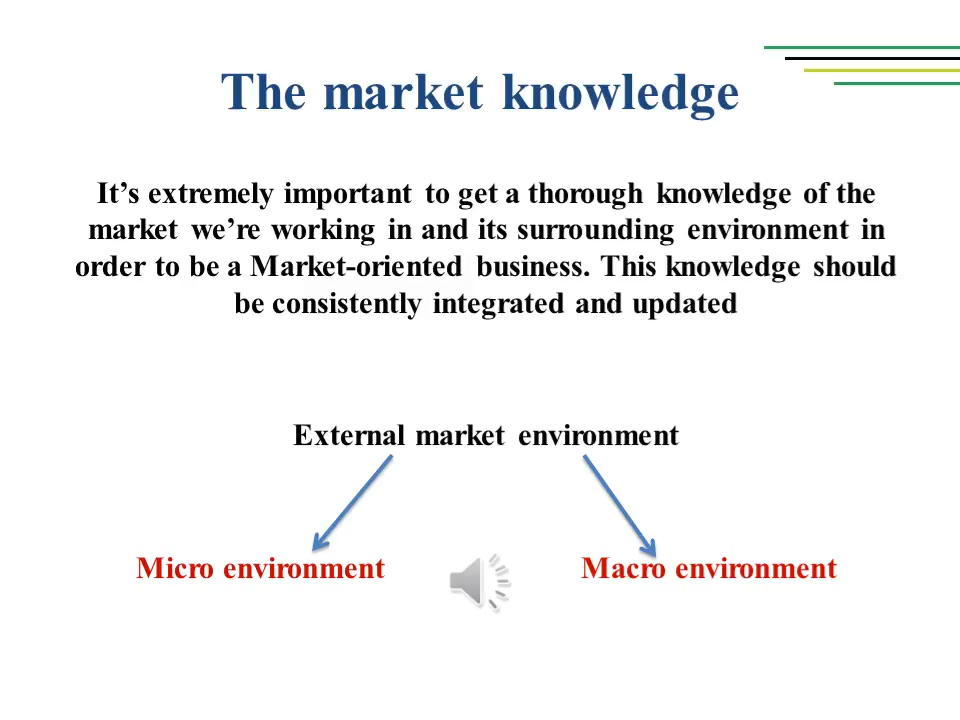 The market knowledge
It’s extremely important to get a thorough knowledge of the
market we’re working in and its surrounding environment in
order to be a Market-oriented business. This knowledge should
be consistently integrated and updated
External market environment
Micro environment
Macro environment